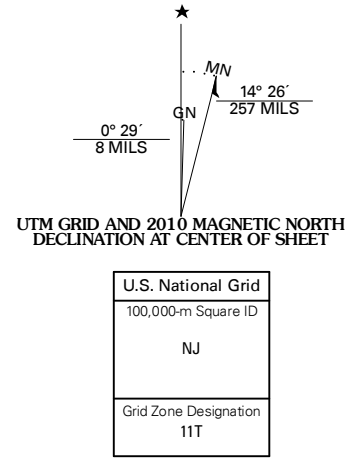 ★
MN
14° 26´
257 MILS
GN
0° 29´
8 MILS
UTM GRID AND 2010 MAGNETIC NORTH
DECLINATION AT CENTER OF SHEET
U.S. National Grid
100,000-m Square ID
NJ
Grid Zone Designation
11T